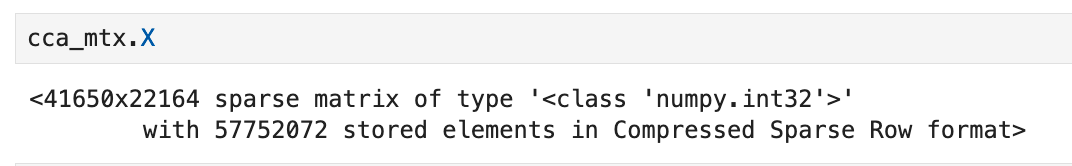 cca_mtx.X
<41650x22164 sparse matrix of type '<class 'numpy.int32'>'
        with 57752072 stored elements in Compressed Sparse Row format>